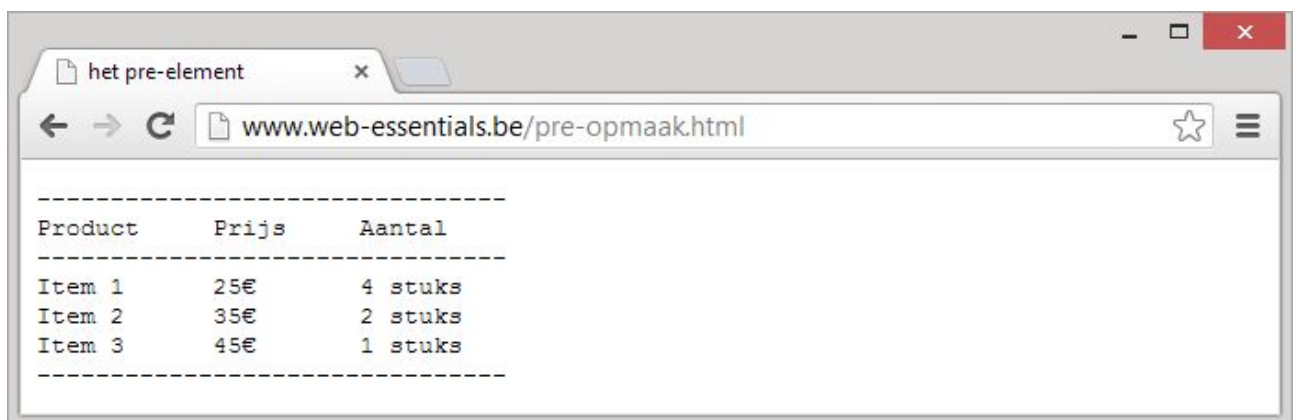 het pre-element
www.web-essentials.be/pre-opmaak.html
--------------------------------
Product     Prijs     Aantal
--------------------------------
Item 1      25€       4 stuks
Item 2      35€       2 stuks
Item 3      45€       1 stuks
--------------------------------